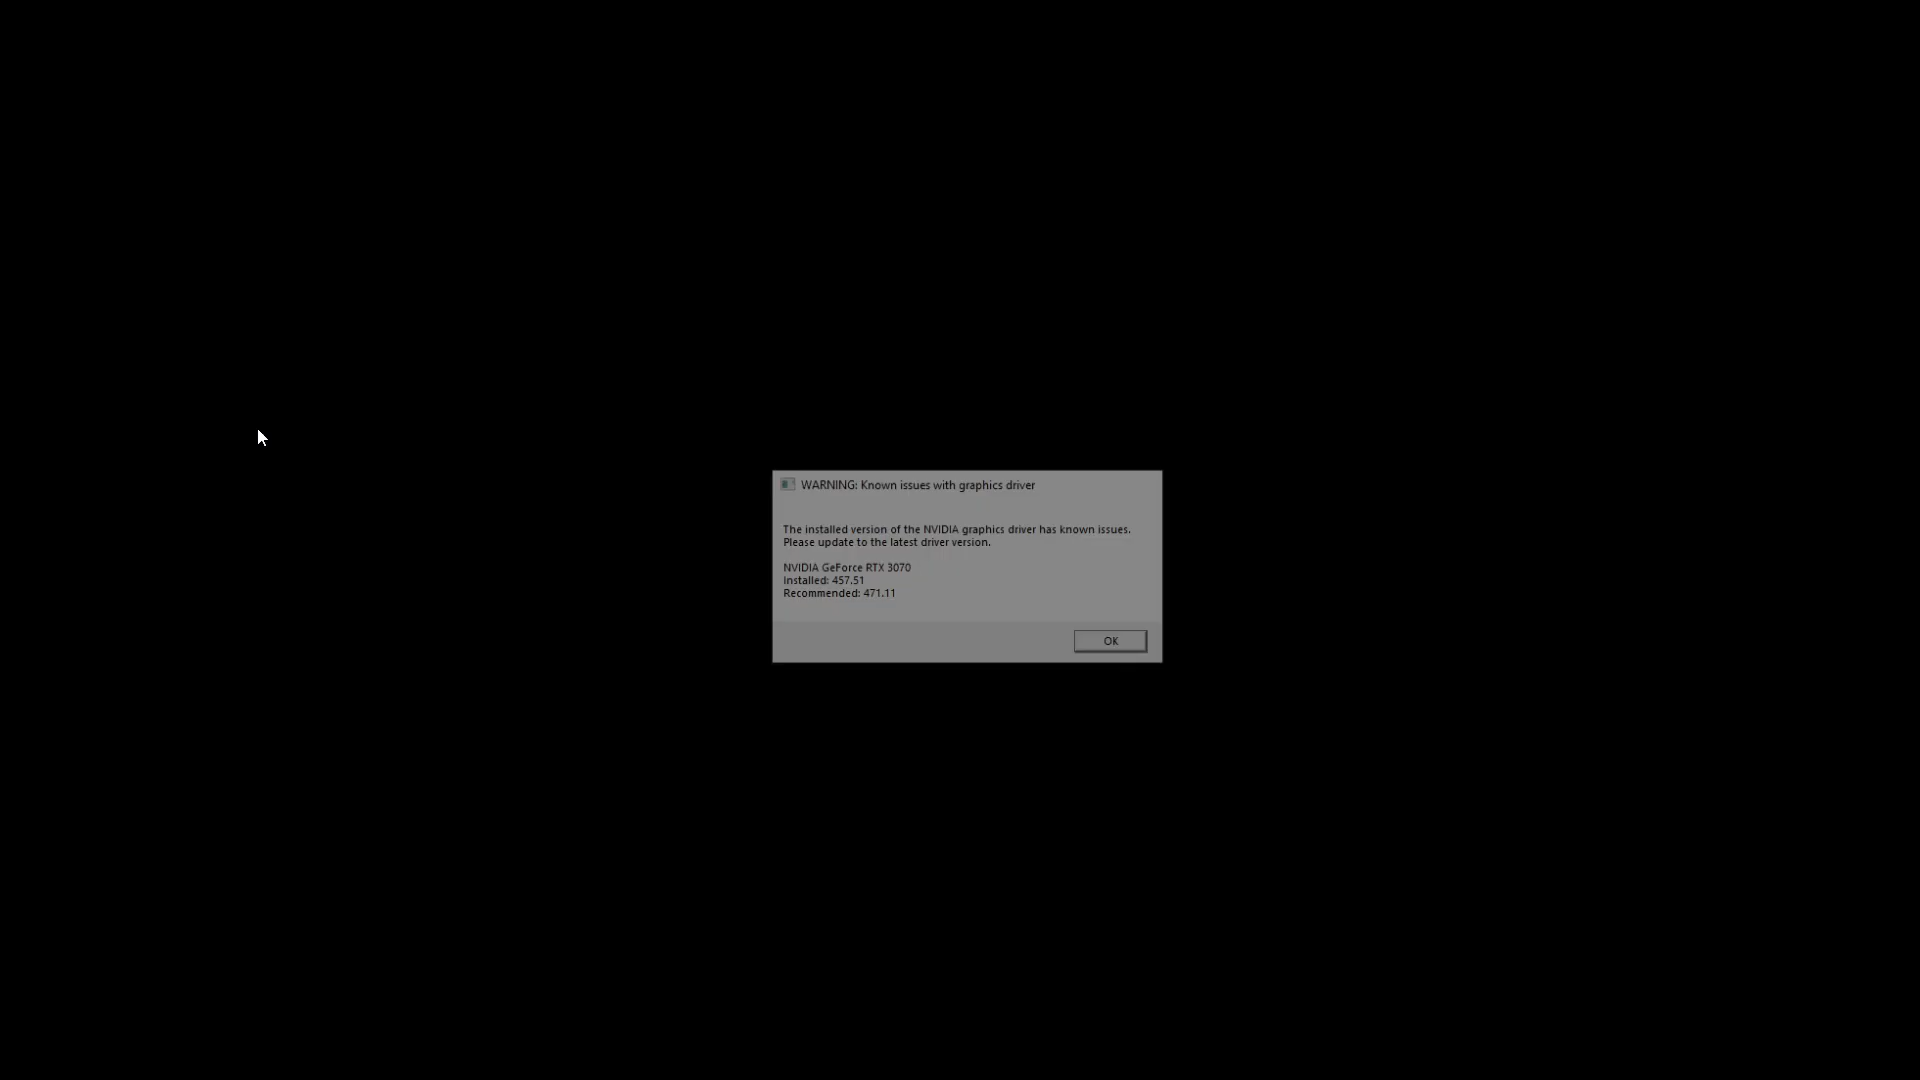 WARNING: Known issues with graphics driver
The installed version of the NVIDIA graphics driver has known issues.
Please update to the latest driver version.
NVIDIA GeForce RTX 3070
Installed: 457.51
Recommended: 471.11
OK